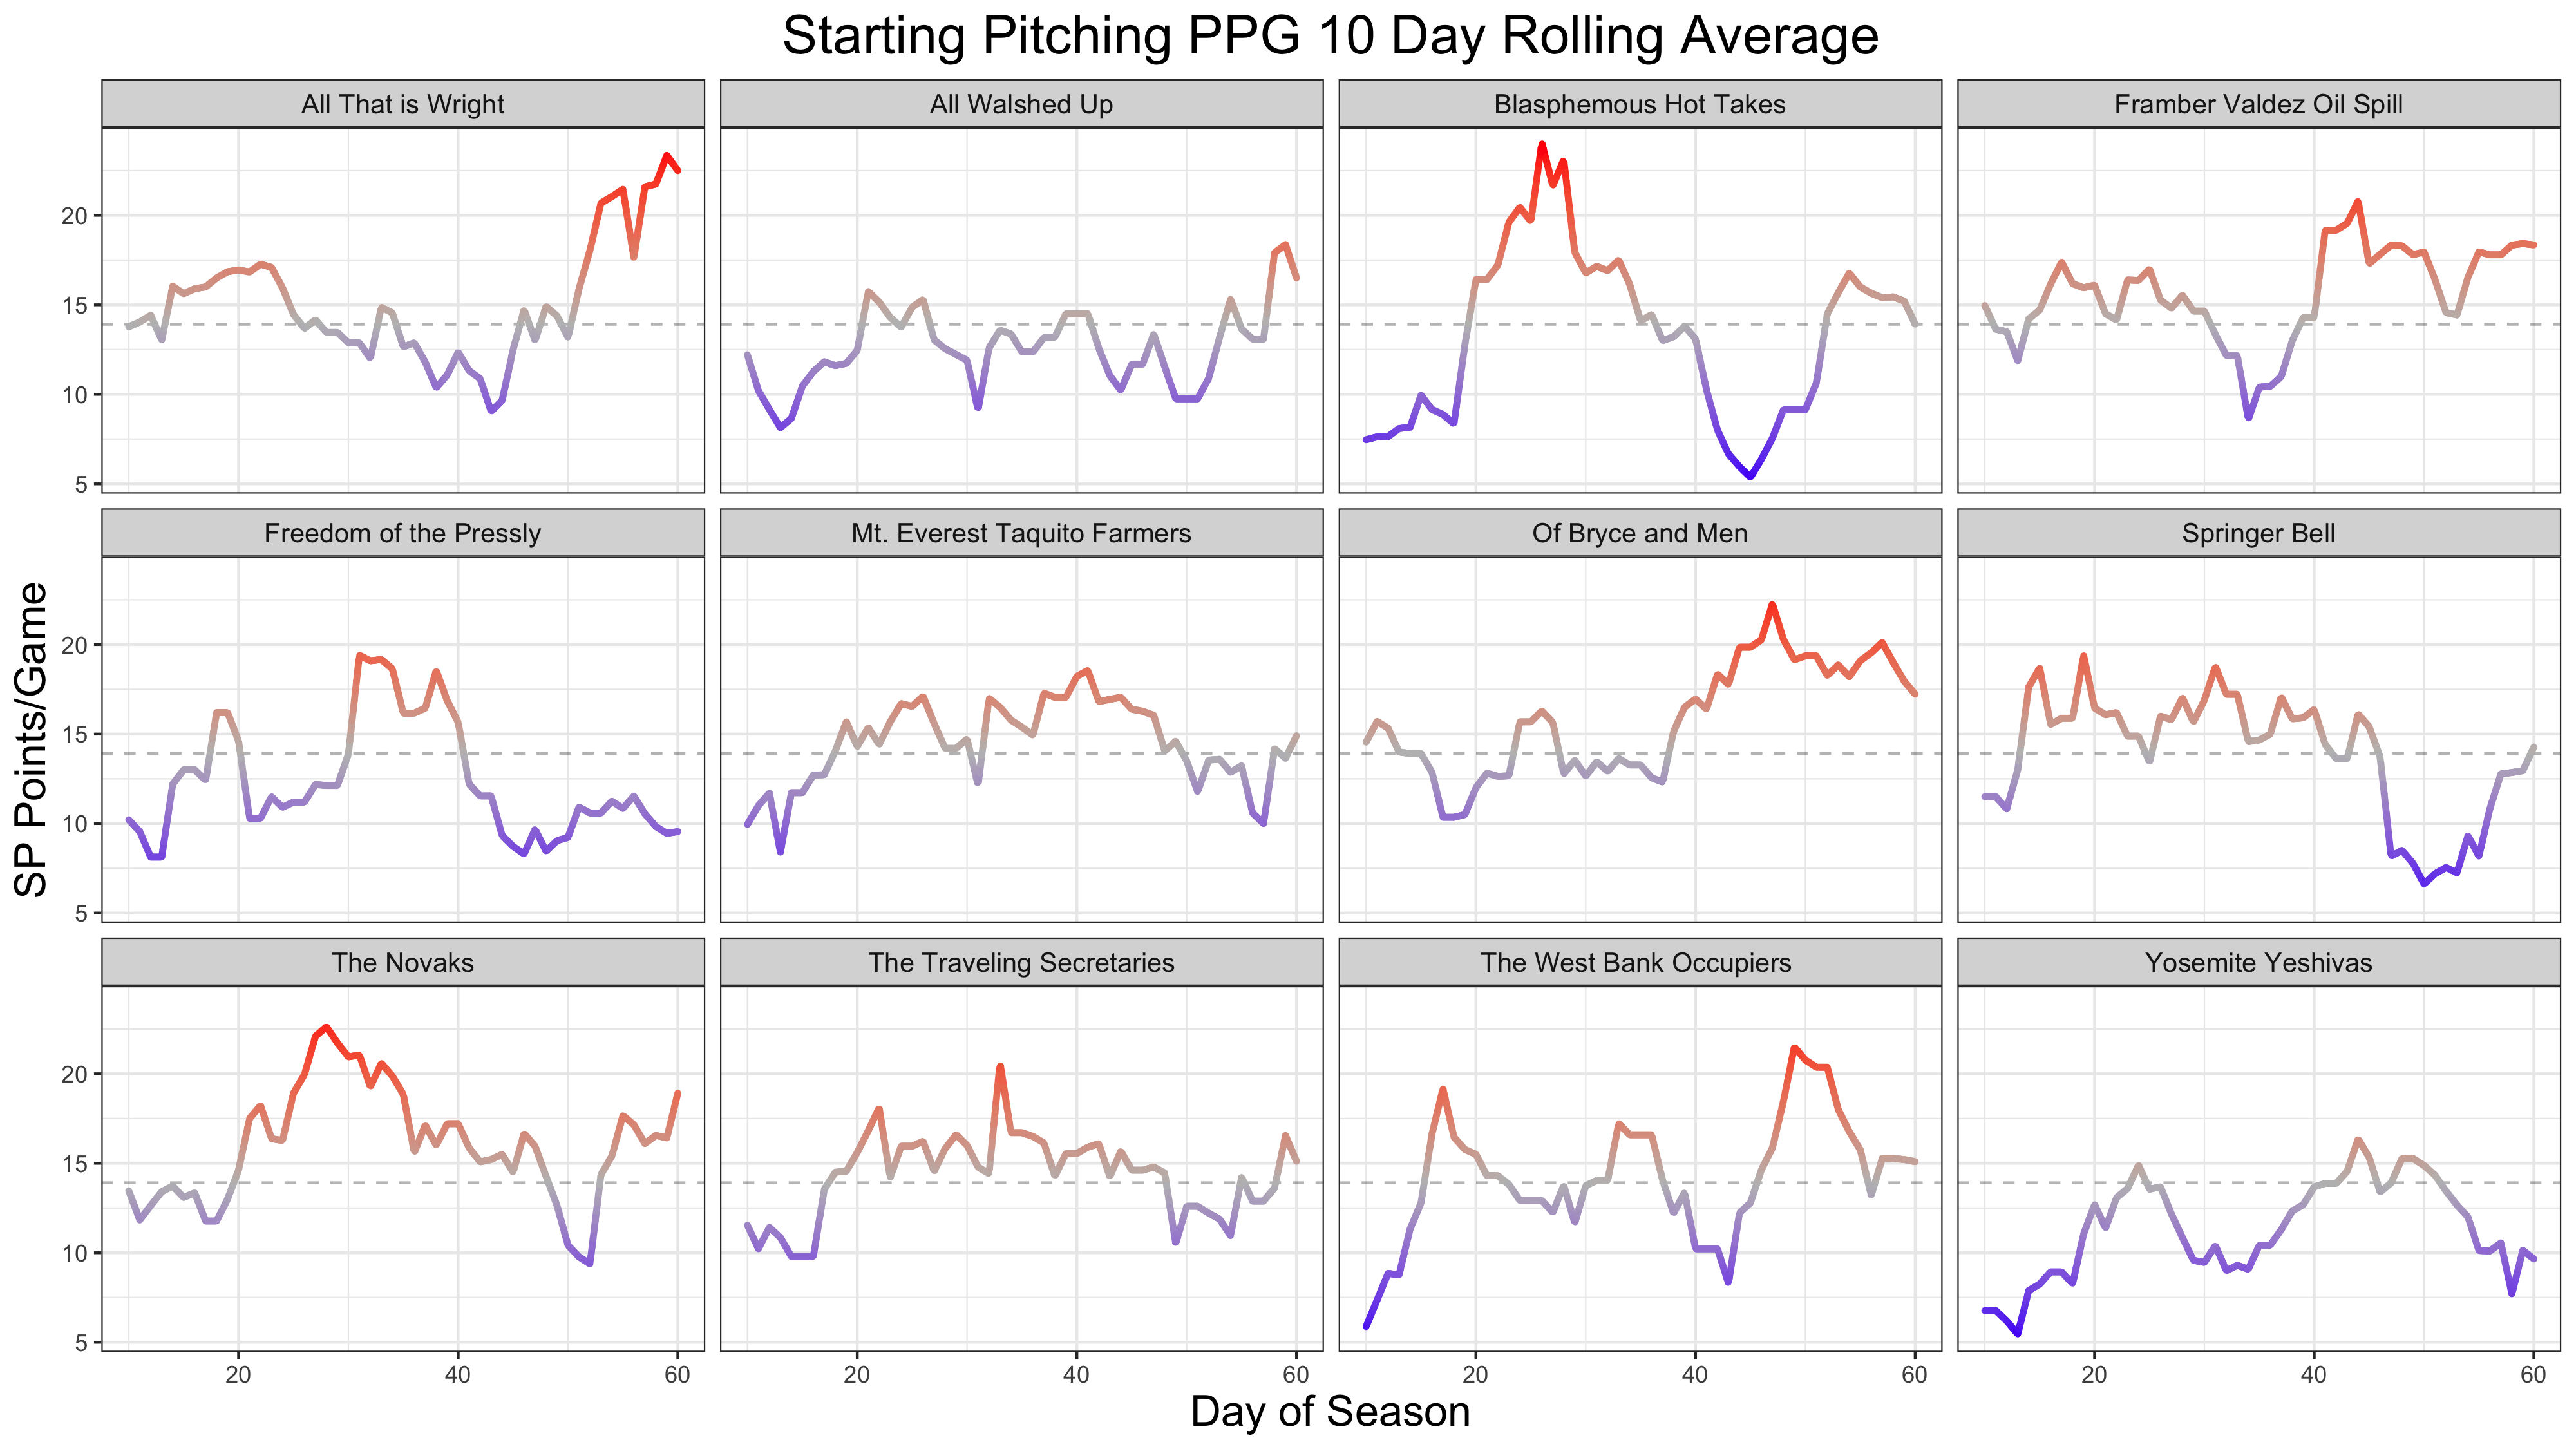 Starting Pitching PPG 10 Day Rolling Average
All That is Wright
All Walshed Up
Blasphemous Hot Takes
Framber Valdez Oil Spill
20
15
10
5
Freedom of the Pressly
Mt. Everest Taquito Farmers
Of Bryce and Men
Springer Bell
20
15
10
5
SP Points/Game
The Novaks
The Traveling Secretaries
The West Bank Occupiers
Yosemite Yeshivas
20
15
10
5
20 40 60
20 40 60
20 40 60
20 40 60
Day of Season